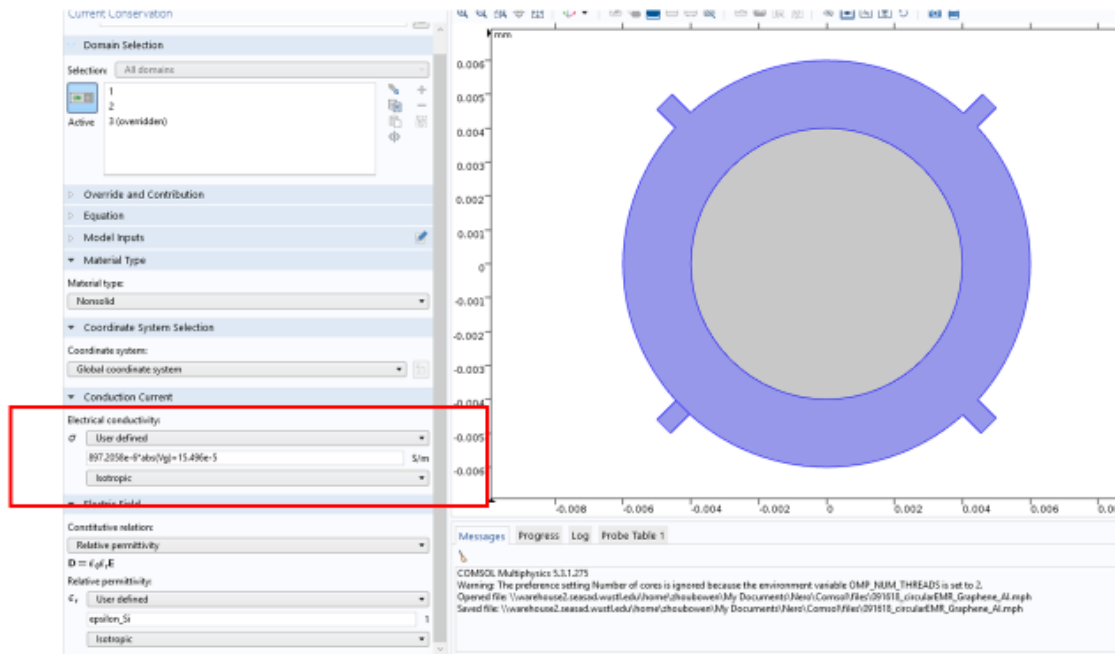 Current Conservation
Domain Selection
Selection: All domains
1
2
Active 3 (overridden)
Override and Contribution
Equation
Model Inputs
Material Type
Material type:
Nonsolid
Coordinate System Selection
Coordinate system:
Global coordinate system
Conduction Current
Electrical conductivity:
σ User defined
S/m
Isotropic
Electric Field
Constitutive relation:
Relative permittivity
D = ϵ₀ϵᵣE
Relative permittivity:
ϵᵣ User defined
epsilon_Si 1
Isotropic
mm
0.006
0.005
0.004
0.003
0.002
0.001
0
-0.001
-0.002
-0.003
-0.004
-0.005
-0.006
-0.008 -0.006 -0.004 -0.002 0 0.002 0.004 0.006
Messages Progress Log Probe Table 1
COMSOL Multiphysics 5.3.1.275
Warning: The preference setting Number of cores is ignored because the environment variable OMP_NUM_THREADS is set to 2.
Opened file: \\warehouse2.seasad.wustl.edu\home\zhoubowen\My Documents\Nero\Comsol\files\091618_circularEMR_Graphene_Al.mph
Saved file: \\warehouse2.seasad.wustl.edu\home\zhoubowen\My Documents\Nero\Comsol\files\091618_circularEMR_Graphene_Al.mph